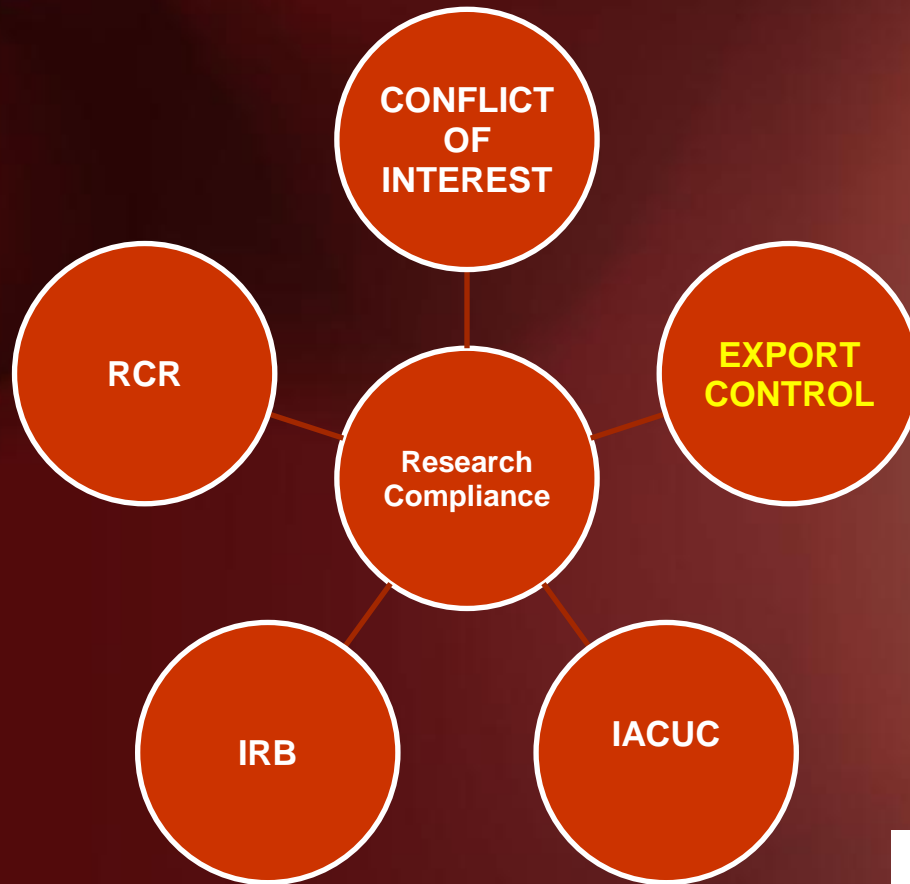 CONFLICT
OF
INTEREST
RCR
EXPORT
CONTROL
Research
Compliance
IRB
IACUC